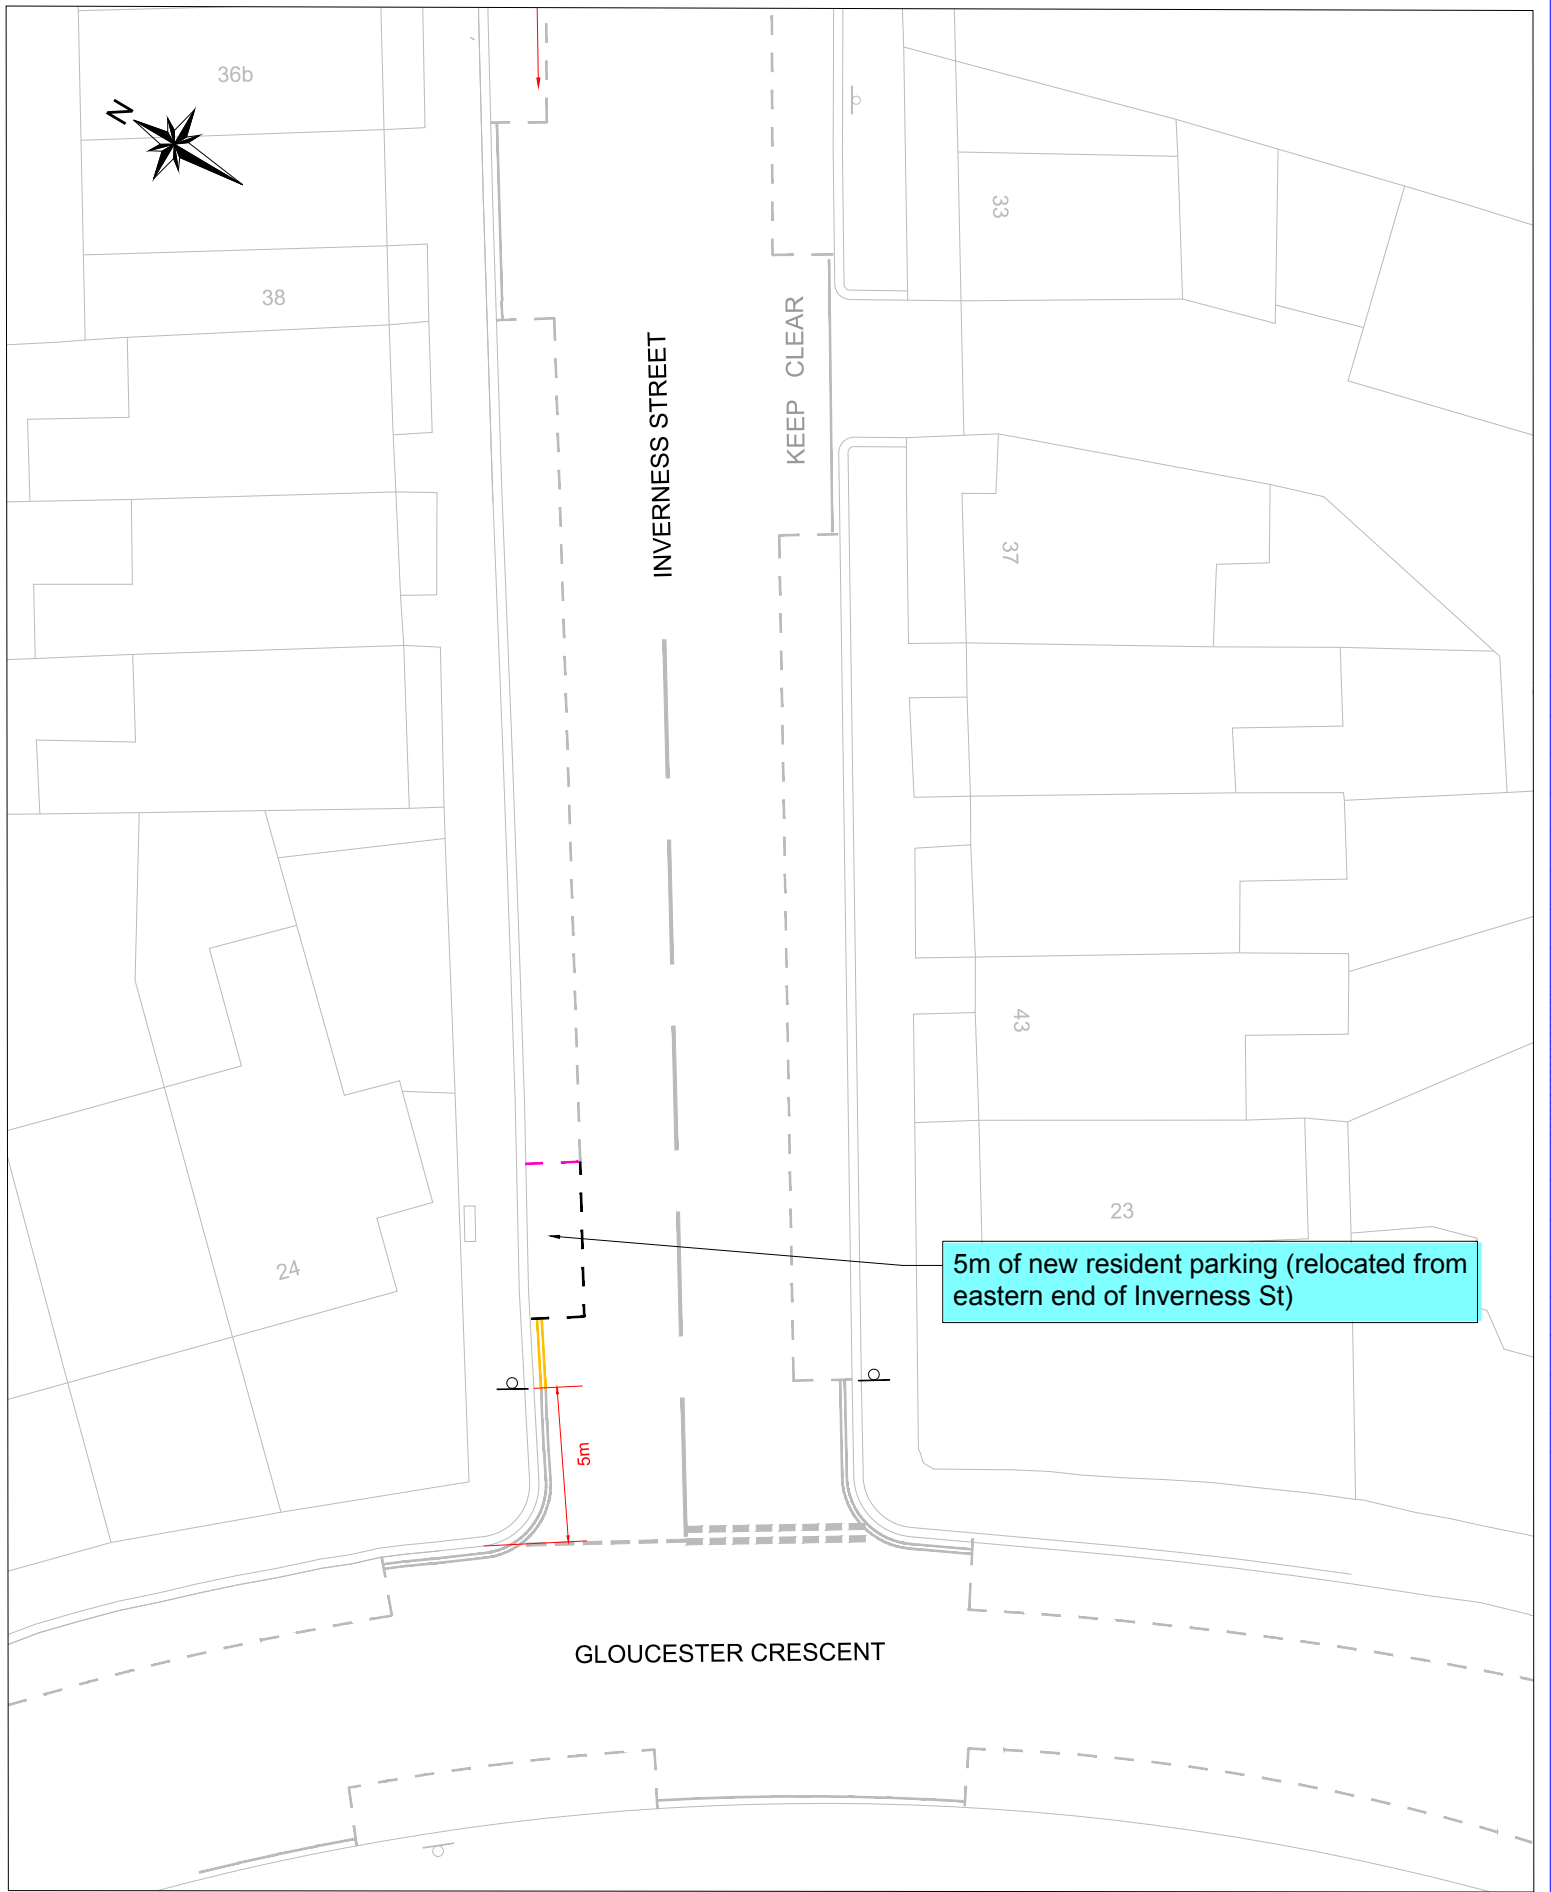 36b
N
33
38
KEEP CLEAR
INVERNESS STREET
37
43
23
24
5m of new resident parking (relocated from
eastern end of Inverness St)
5m
GLOUCESTER CRESCENT